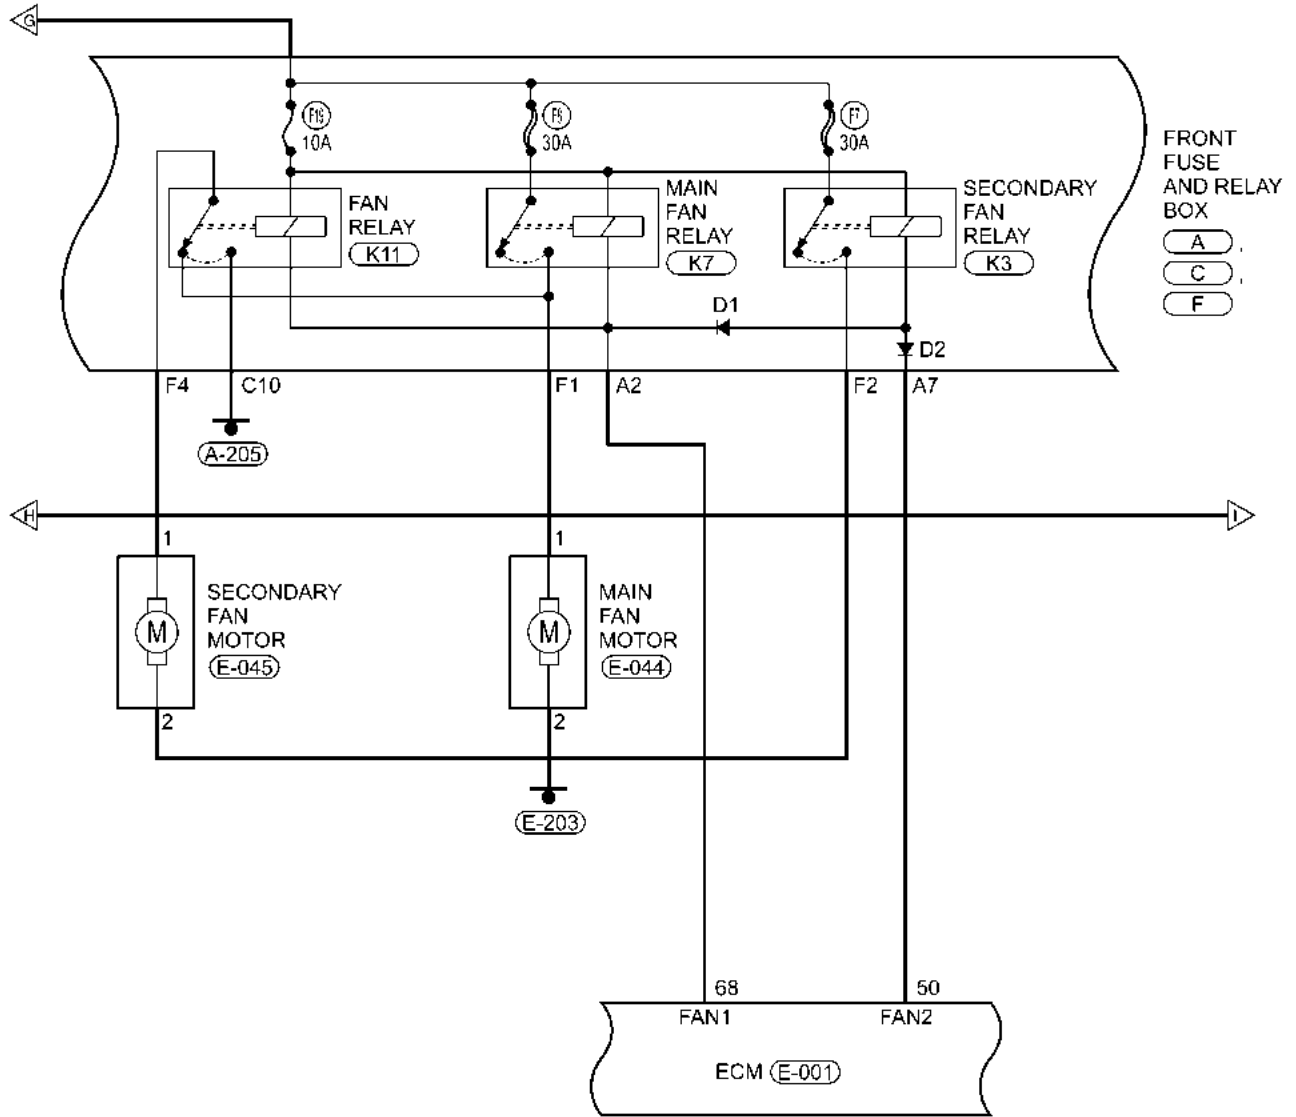 G
F19
10A
F6
30A
F7
30A
FRONT
FUSE
AND RELAY
BOX
A,
C,
F
FAN
RELAY
K11
MAIN
FAN
RELAY
K7
SECONDARY
FAN
RELAY
K3
D1
D2
F4
C10
F1
A2
F2
A7
A-205
H
I
1
SECONDARY
FAN
MOTOR
E-045
M
2
1
MAIN
FAN
MOTOR
E-044
M
2
E-203
68
50
FAN1
FAN2
ECM E-001